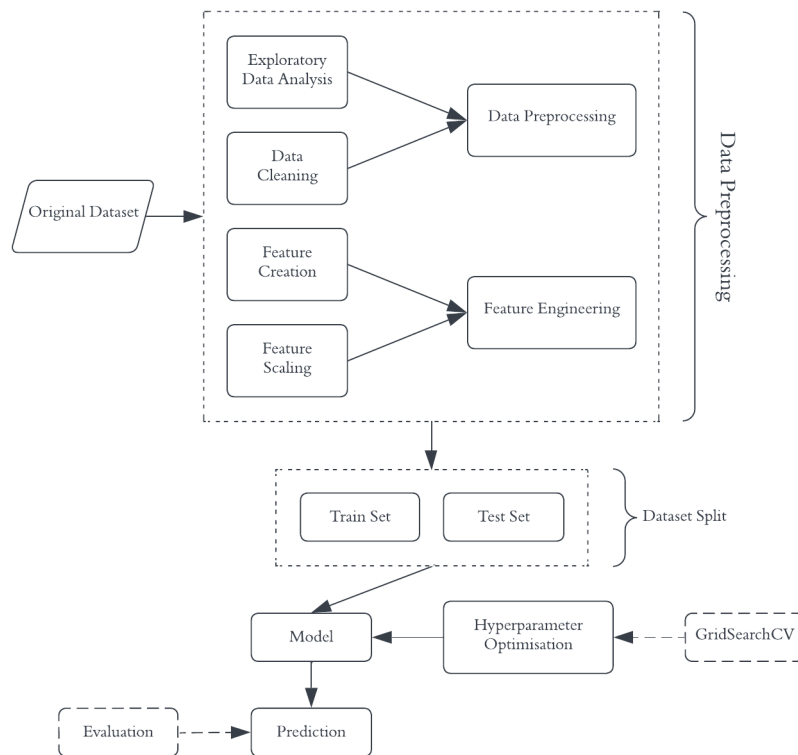 Exploratory
Data Analysis
Data Preprocessing
Data
Cleaning
Original Dataset
Feature
Creation
Feature Engineering
Feature
Scaling
Data Preprocessing
Train Set
Test Set
Dataset Split
Model
Hyperparameter
Optimisation
GridSearchCV
Evaluation
Prediction